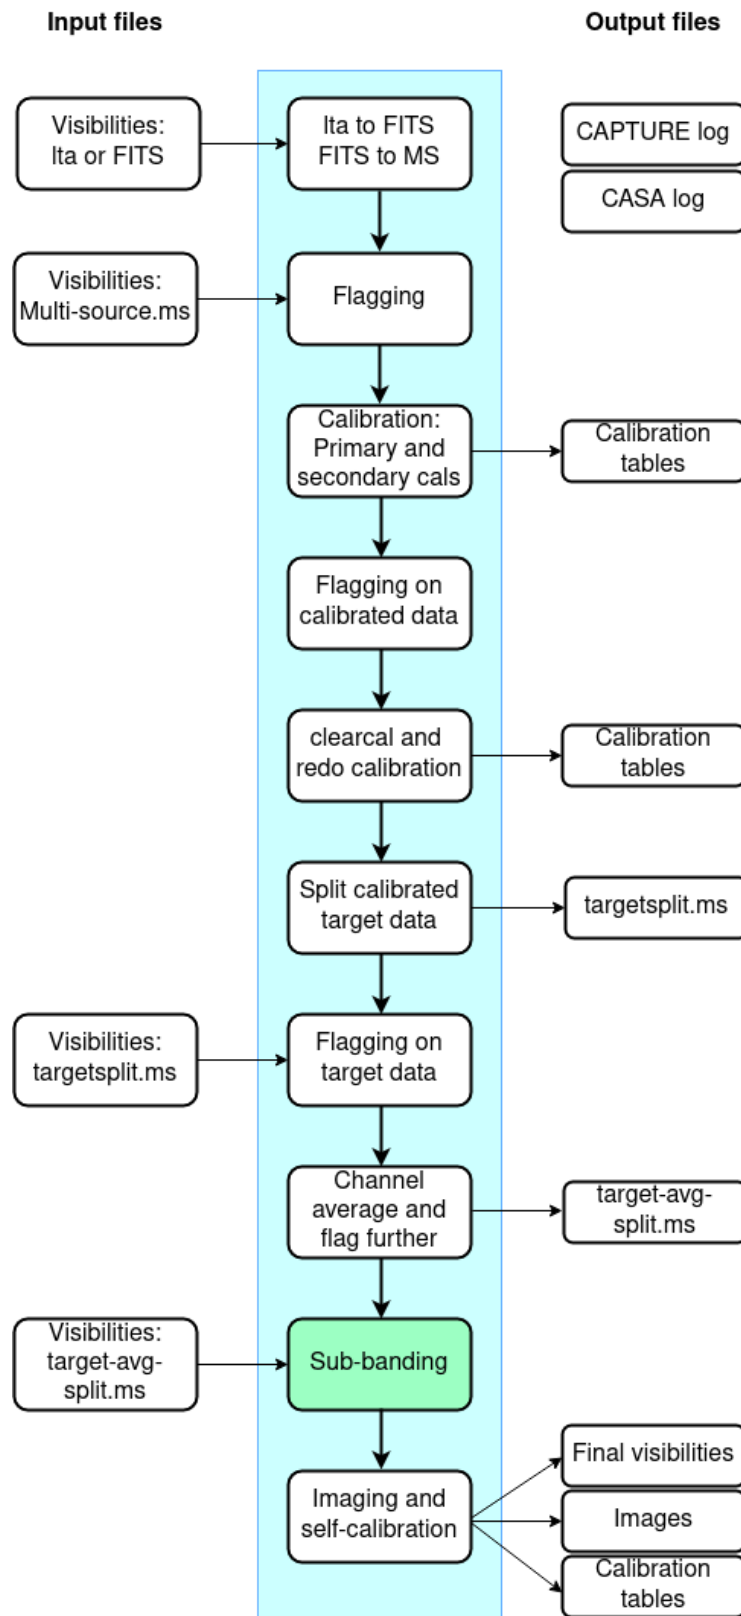 Input files
Output files
Visibilities:
lta or FITS
lta to FITS
FITS to MS
CAPTURE log
CASA log
Visibilities:
Multi-source.ms
Flagging
Calibration:
Primary and
secondary cals
Calibration
tables
Flagging on
calibrated data
clearcal and
redo calibration
Calibration
tables
Split calibrated
target data
targetsplit.ms
Visibilities:
targetsplit.ms
Flagging on
target data
Channel
average and
flag further
target-avg-
split.ms
Visibilities:
target-avg-
split.ms
Sub-banding
Imaging and
self-calibration
Final visibilities
Images
Calibration
tables